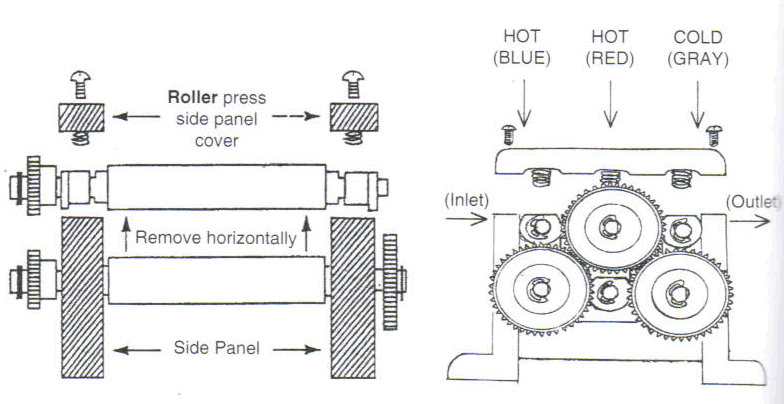 Roller press
side panel
cover
Remove horizontally
Side Panel
HOT
(BLUE)
HOT
(RED)
COLD
(GRAY)
(Inlet)
(Outlet